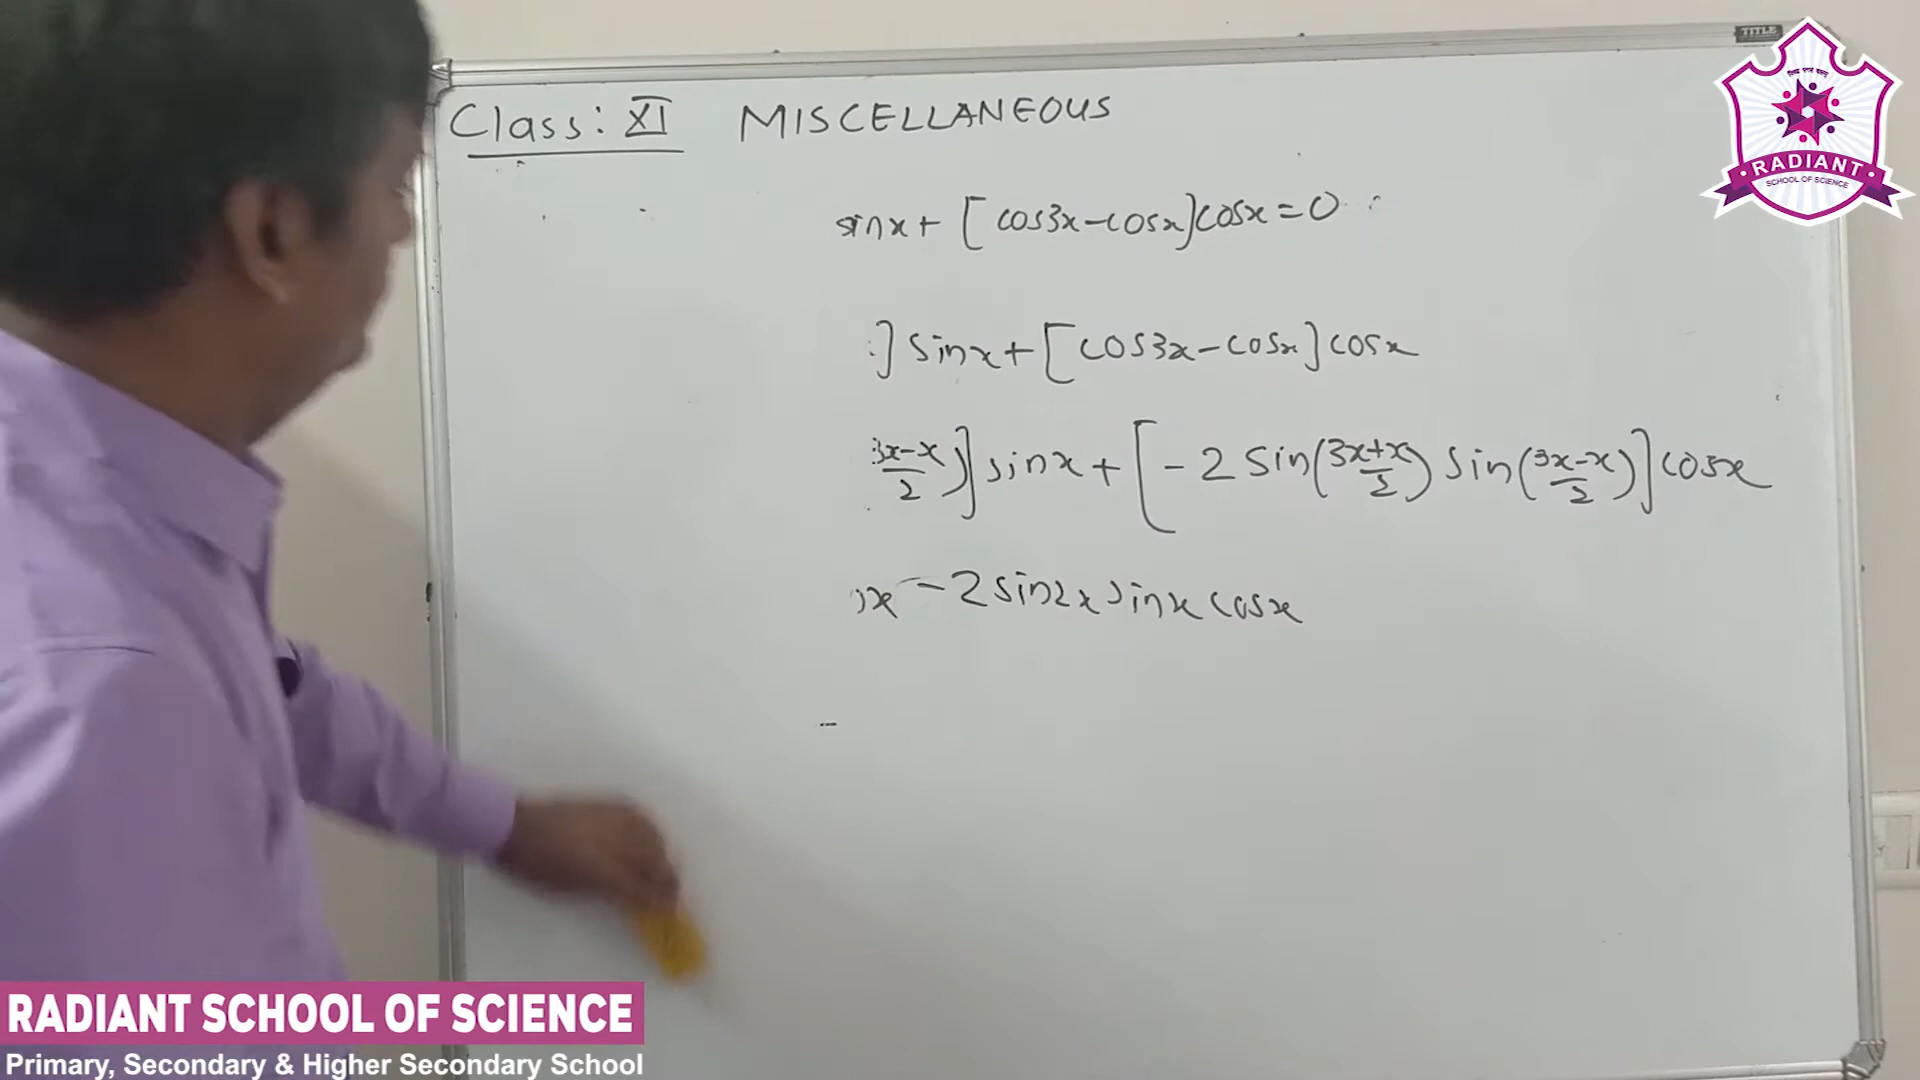 TITLE
Class: XI MISCELLANEOUS
sinx + [cos3x-cosx]cosx=0
] sinx + [cos3x-cosx] cosx
3x-x/2)] sinx + [-2 sin(3x+x/2) sin(3x-x/2)] cosx
x - 2 sin2x sinx cosx
RADIANT
SCHOOL OF SCIENCE
RADIANT SCHOOL OF SCIENCE
Primary, Secondary & Higher Secondary School